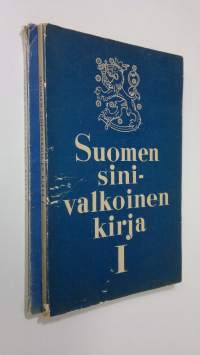 Suomen
sini-
valkoinen
kirja
I